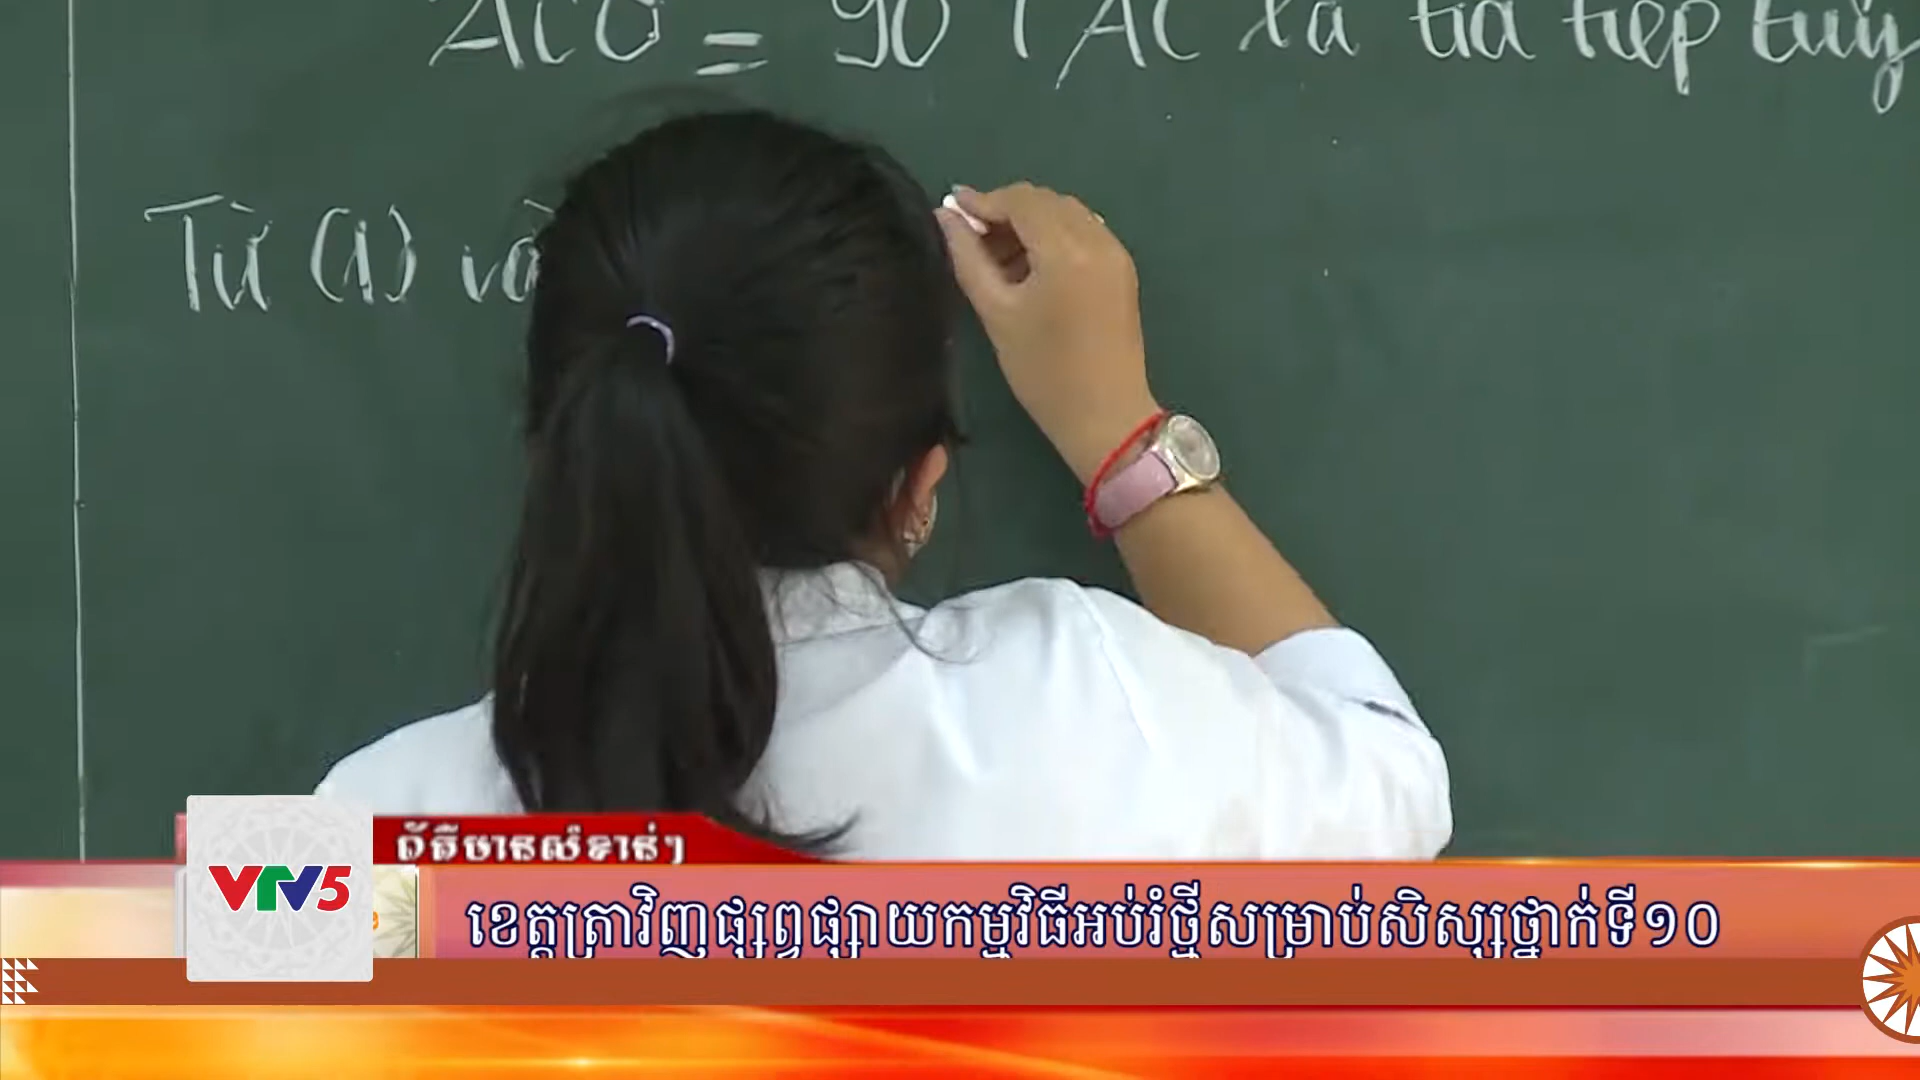 ACO = 90 ( AC là tia tiếp tuy
Từ (1) và
ព័ត៌មានសំខាន់ៗ
VTV5
ខេត្តត្រាវិញផ្សព្វផ្សាយកម្មវិធីអប់រំថ្មីសម្រាប់សិស្សថ្នាក់ទី១០